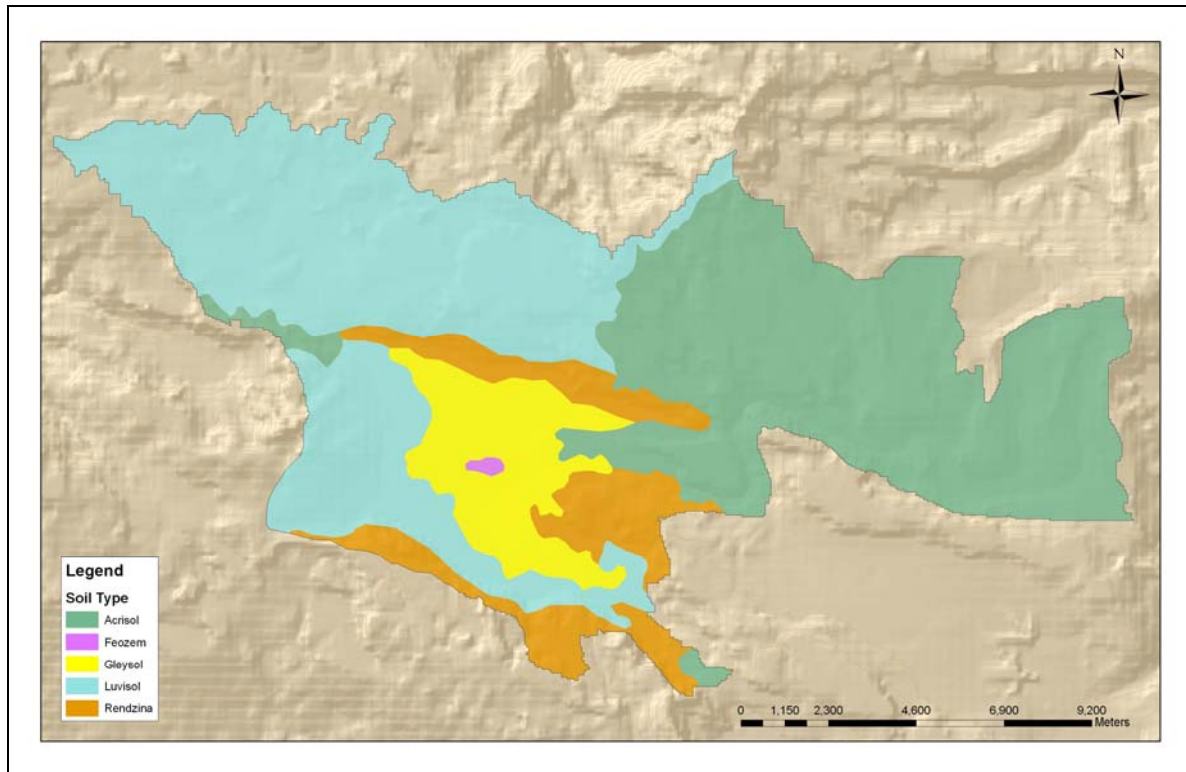 N
Legend
Soil Type
Acrisol
Feozem
Gleysol
Luvisol
Rendzina
0 1,150 2,300 4,600 6,900 9,200
Meters